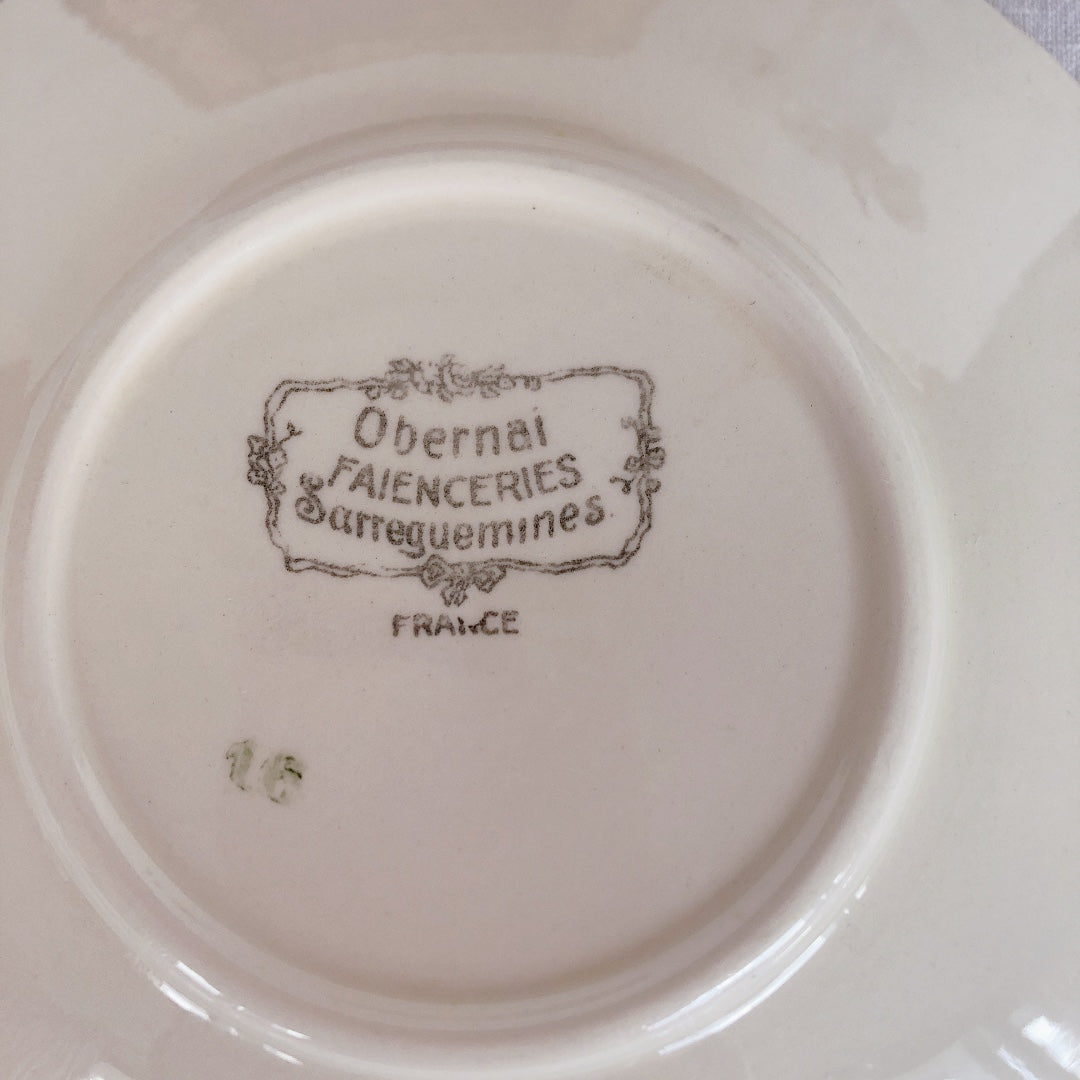 Obernai
FAIENCERIES
Sarreguemines
FRANCE
16